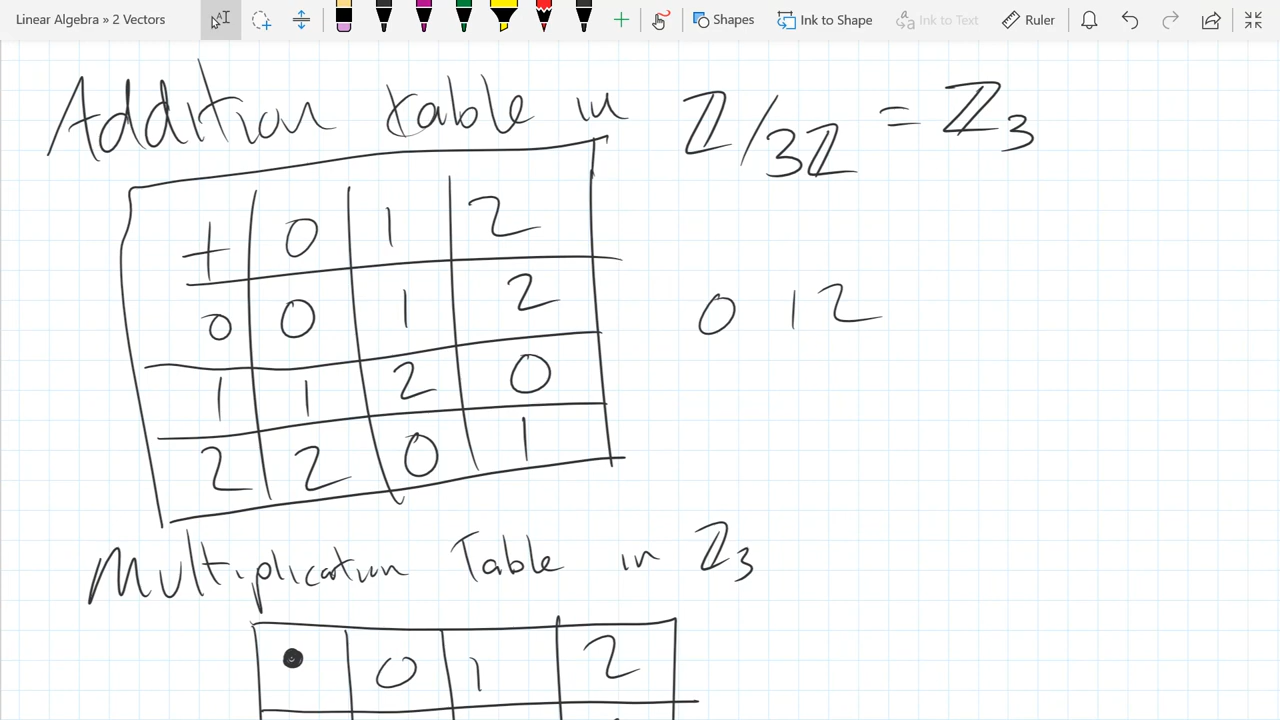 Linear Algebra » 2 Vectors
Shapes
Ink to Shape
Ink to Text
Ruler
Addition table in ℤ/3ℤ = ℤ₃
+ 0 1 2
0 0 1 2
0 1 2
1 1 2 0
2 2 0 1
Multiplication Table in ℤ₃
• 0 1 2